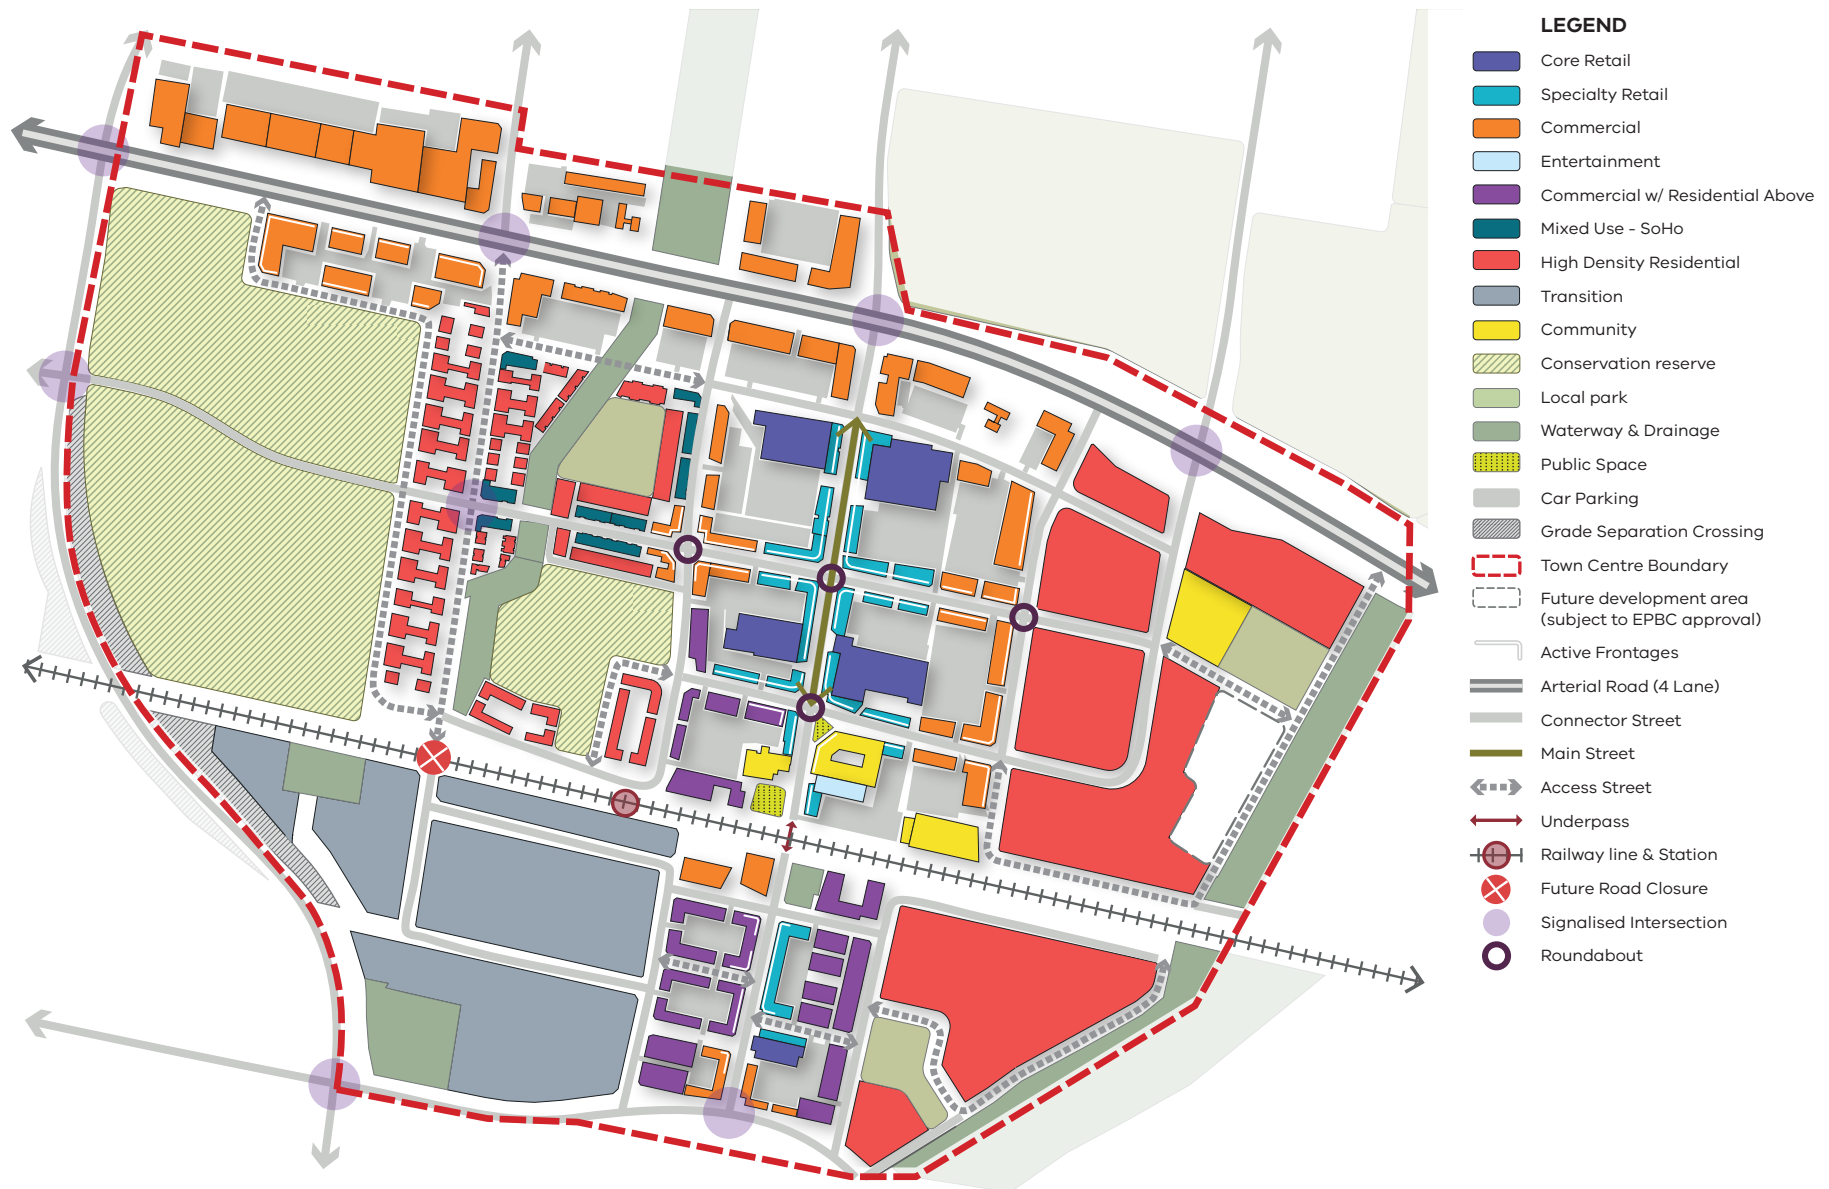 LEGEND
Core Retail
Specialty Retail
Commercial
Entertainment
Commercial w/ Residential Above
Mixed Use - SoHo
High Density Residential
Transition
Community
Conservation reserve
Local park
Waterway & Drainage
Public Space
Car Parking
Grade Separation Crossing
Town Centre Boundary
Future development area
(subject to EPBC approval)
Active Frontages
Arterial Road (4 Lane)
Connector Street
Main Street
Access Street
Underpass
Railway line & Station
Future Road Closure
Signalised Intersection
Roundabout